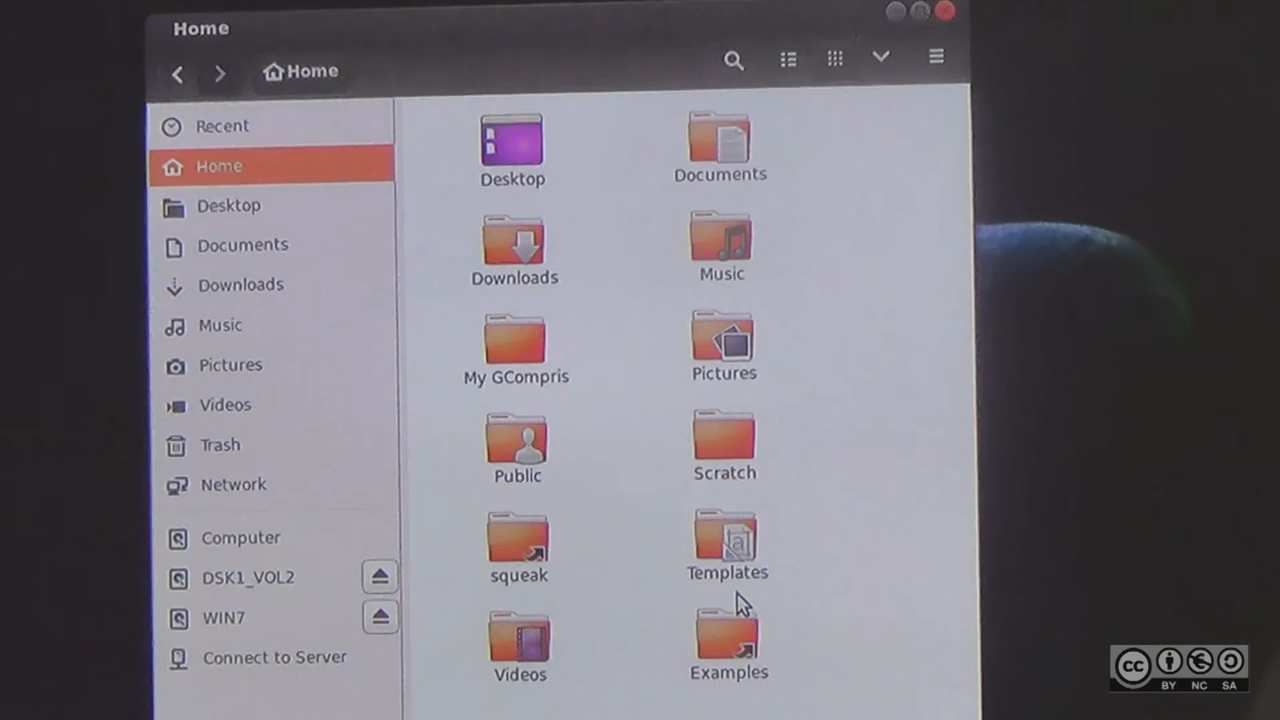 Home
Home
Recent
Home
Desktop
Documents
Downloads
Music
Pictures
Videos
Trash
Network
Computer
DSK1_VOL2
WIN7
Connect to Server
Desktop
Documents
Downloads
Music
My GCompris
Pictures
Public
Scratch
squeak
Templates
Videos
Examples
cc
BY NC SA